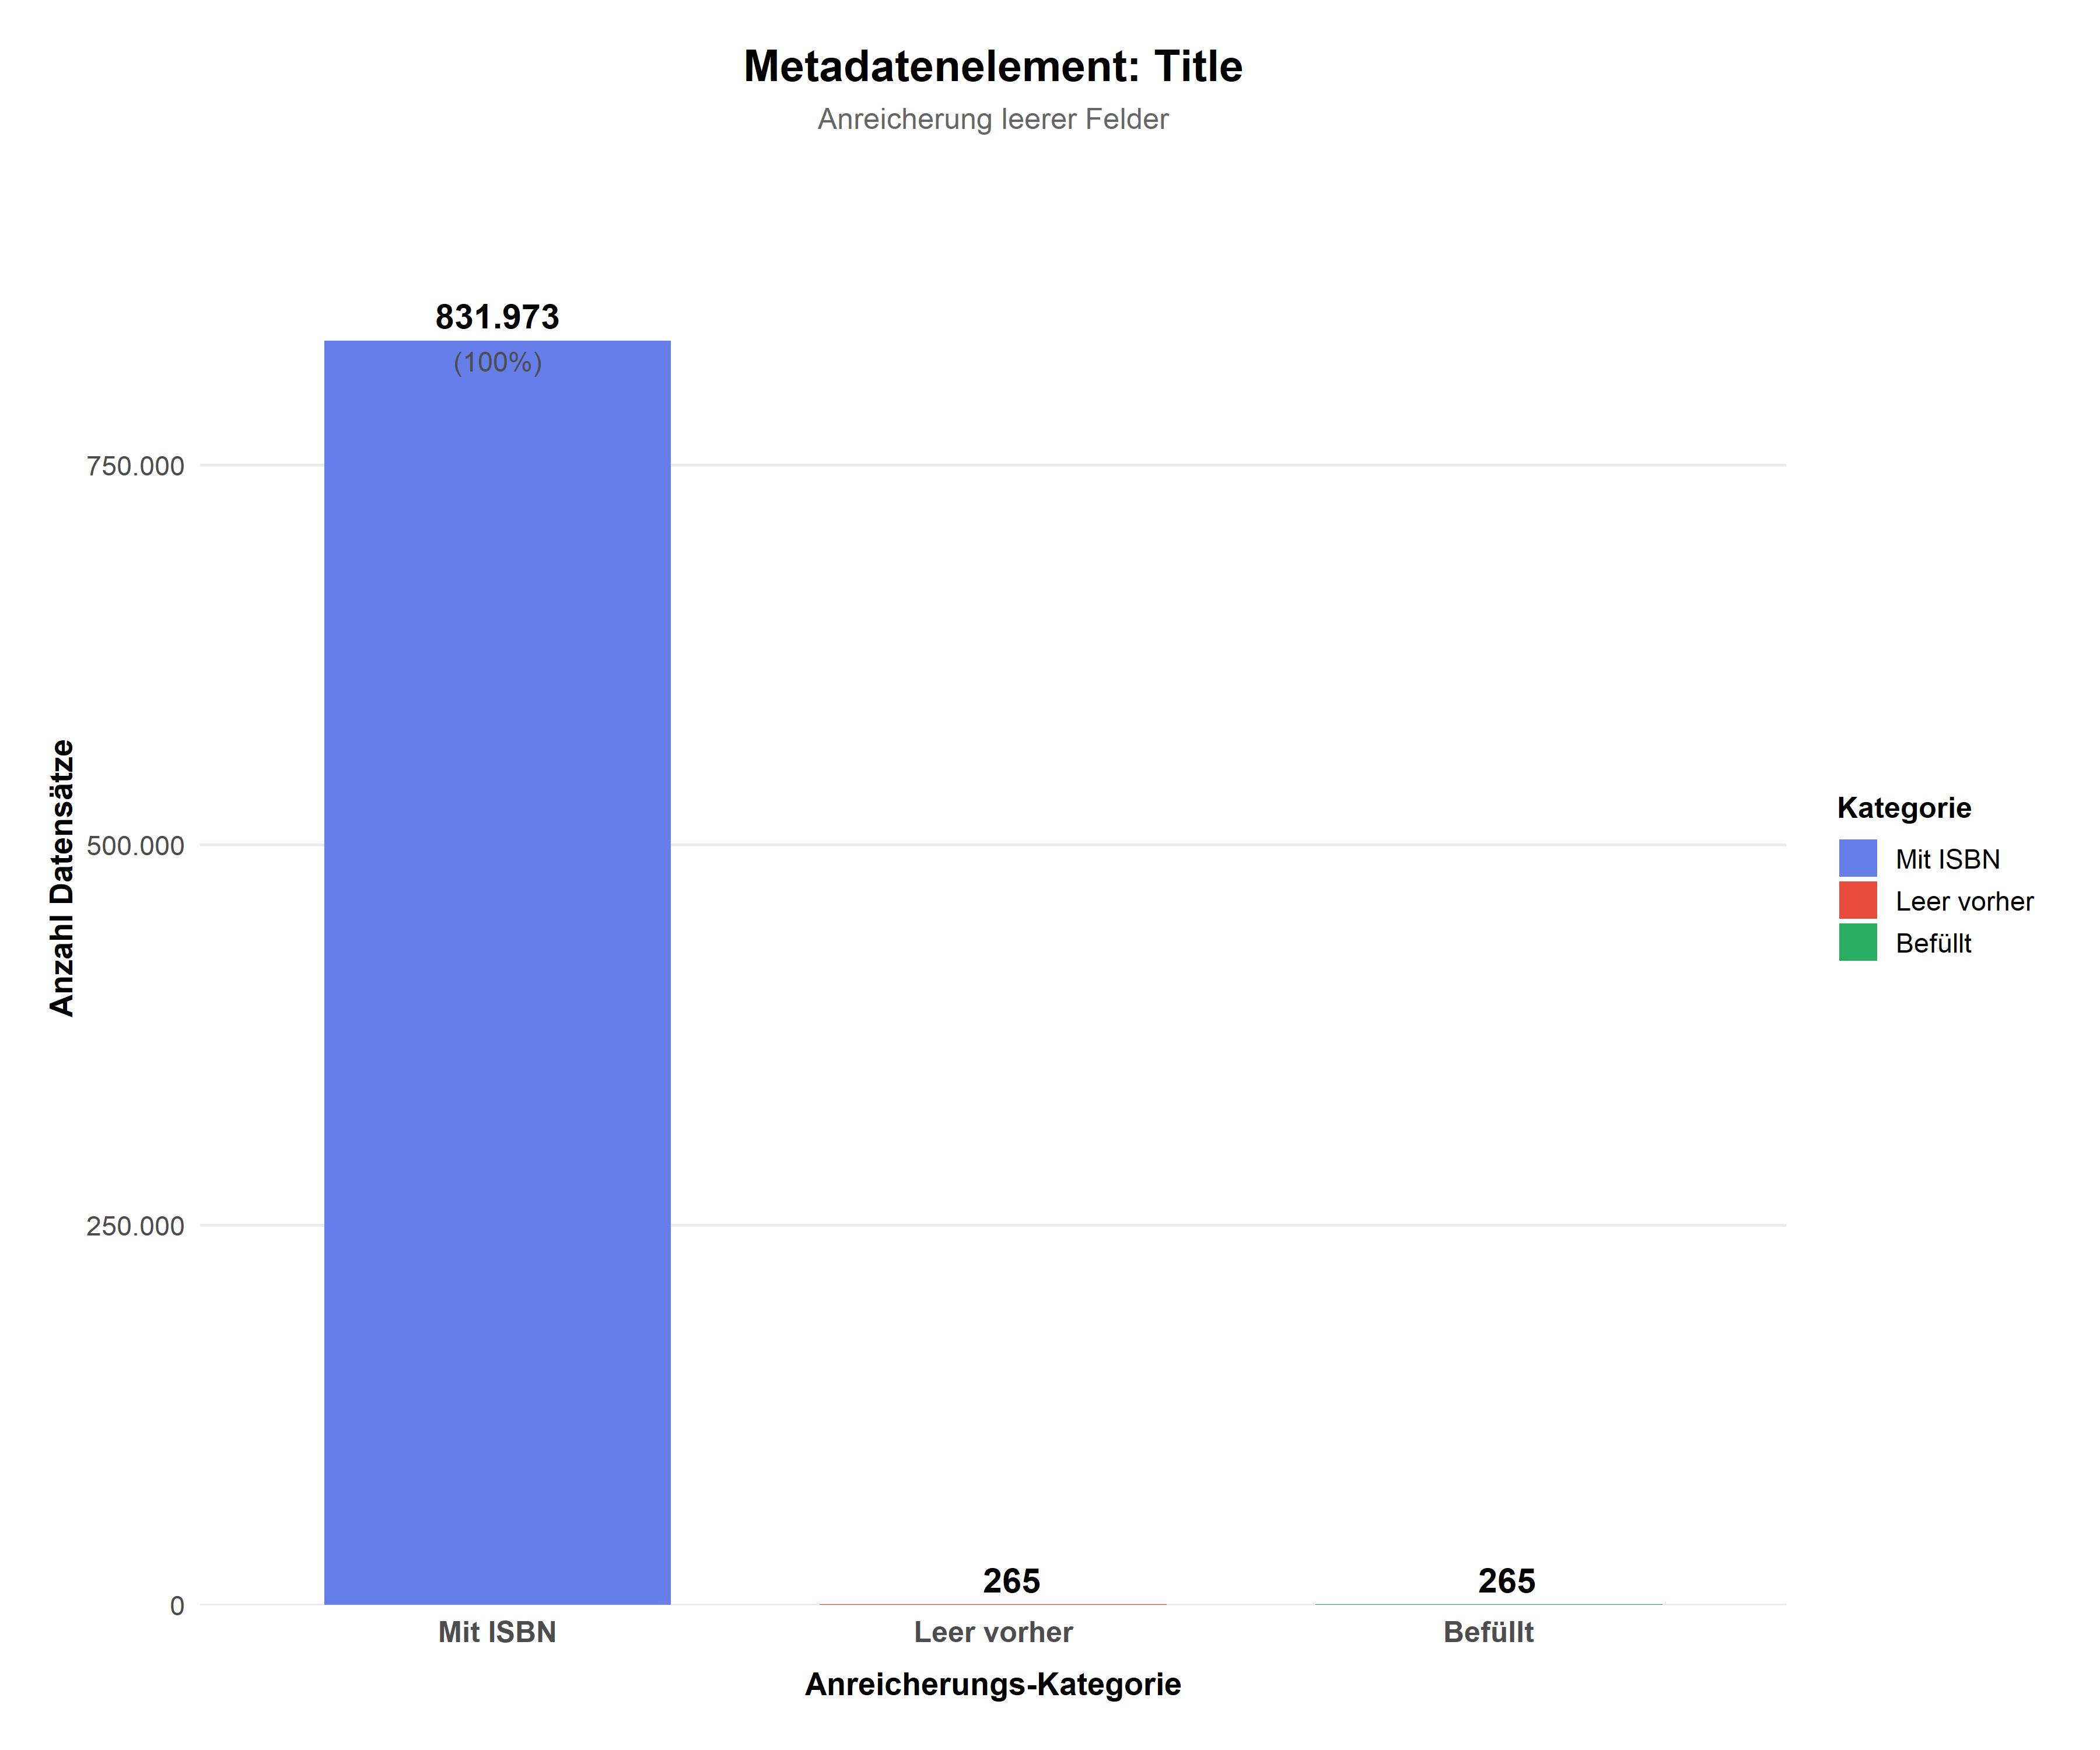 Metadatenelement: Title
Anreicherung leerer Felder
831.973
(100%)
750.000
500.000
250.000
0
Anzahl Datensätze
265
265
Mit ISBN
Leer vorher
Befüllt
Anreicherungs-Kategorie
Kategorie
Mit ISBN
Leer vorher
Befüllt